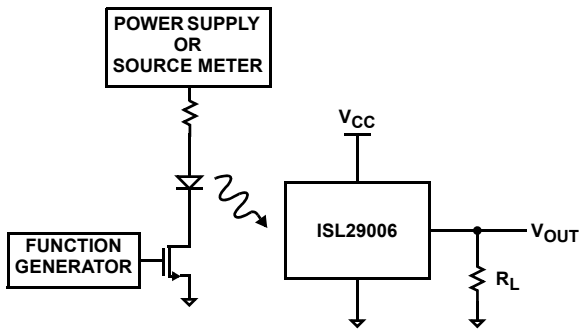 POWER SUPPLY
OR
SOURCE METER
VCC
ISL29006
VOUT
FUNCTION
GENERATOR
RL